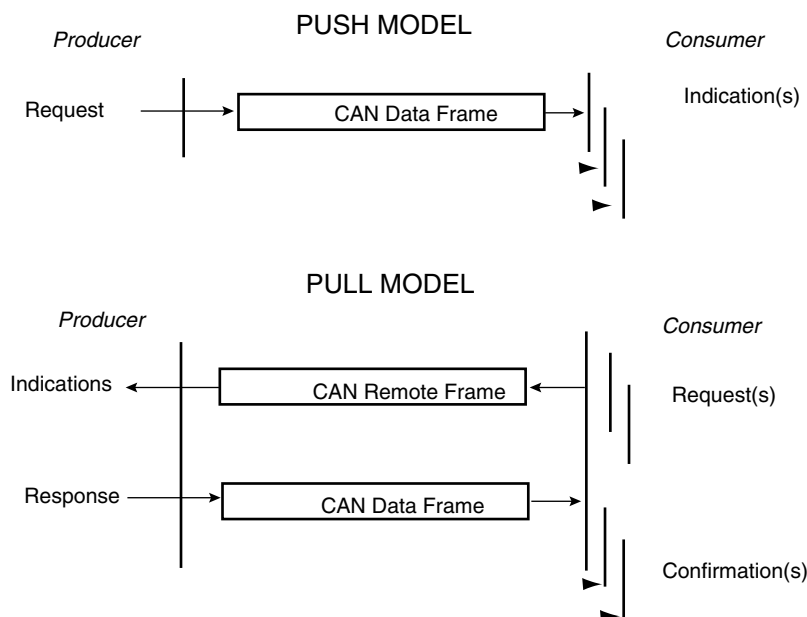 PUSH MODEL
Producer
Consumer
Request
CAN Data Frame
Indication(s)
PULL MODEL
Producer
Consumer
Indications
CAN Remote Frame
Request(s)
Response
CAN Data Frame
Confirmation(s)